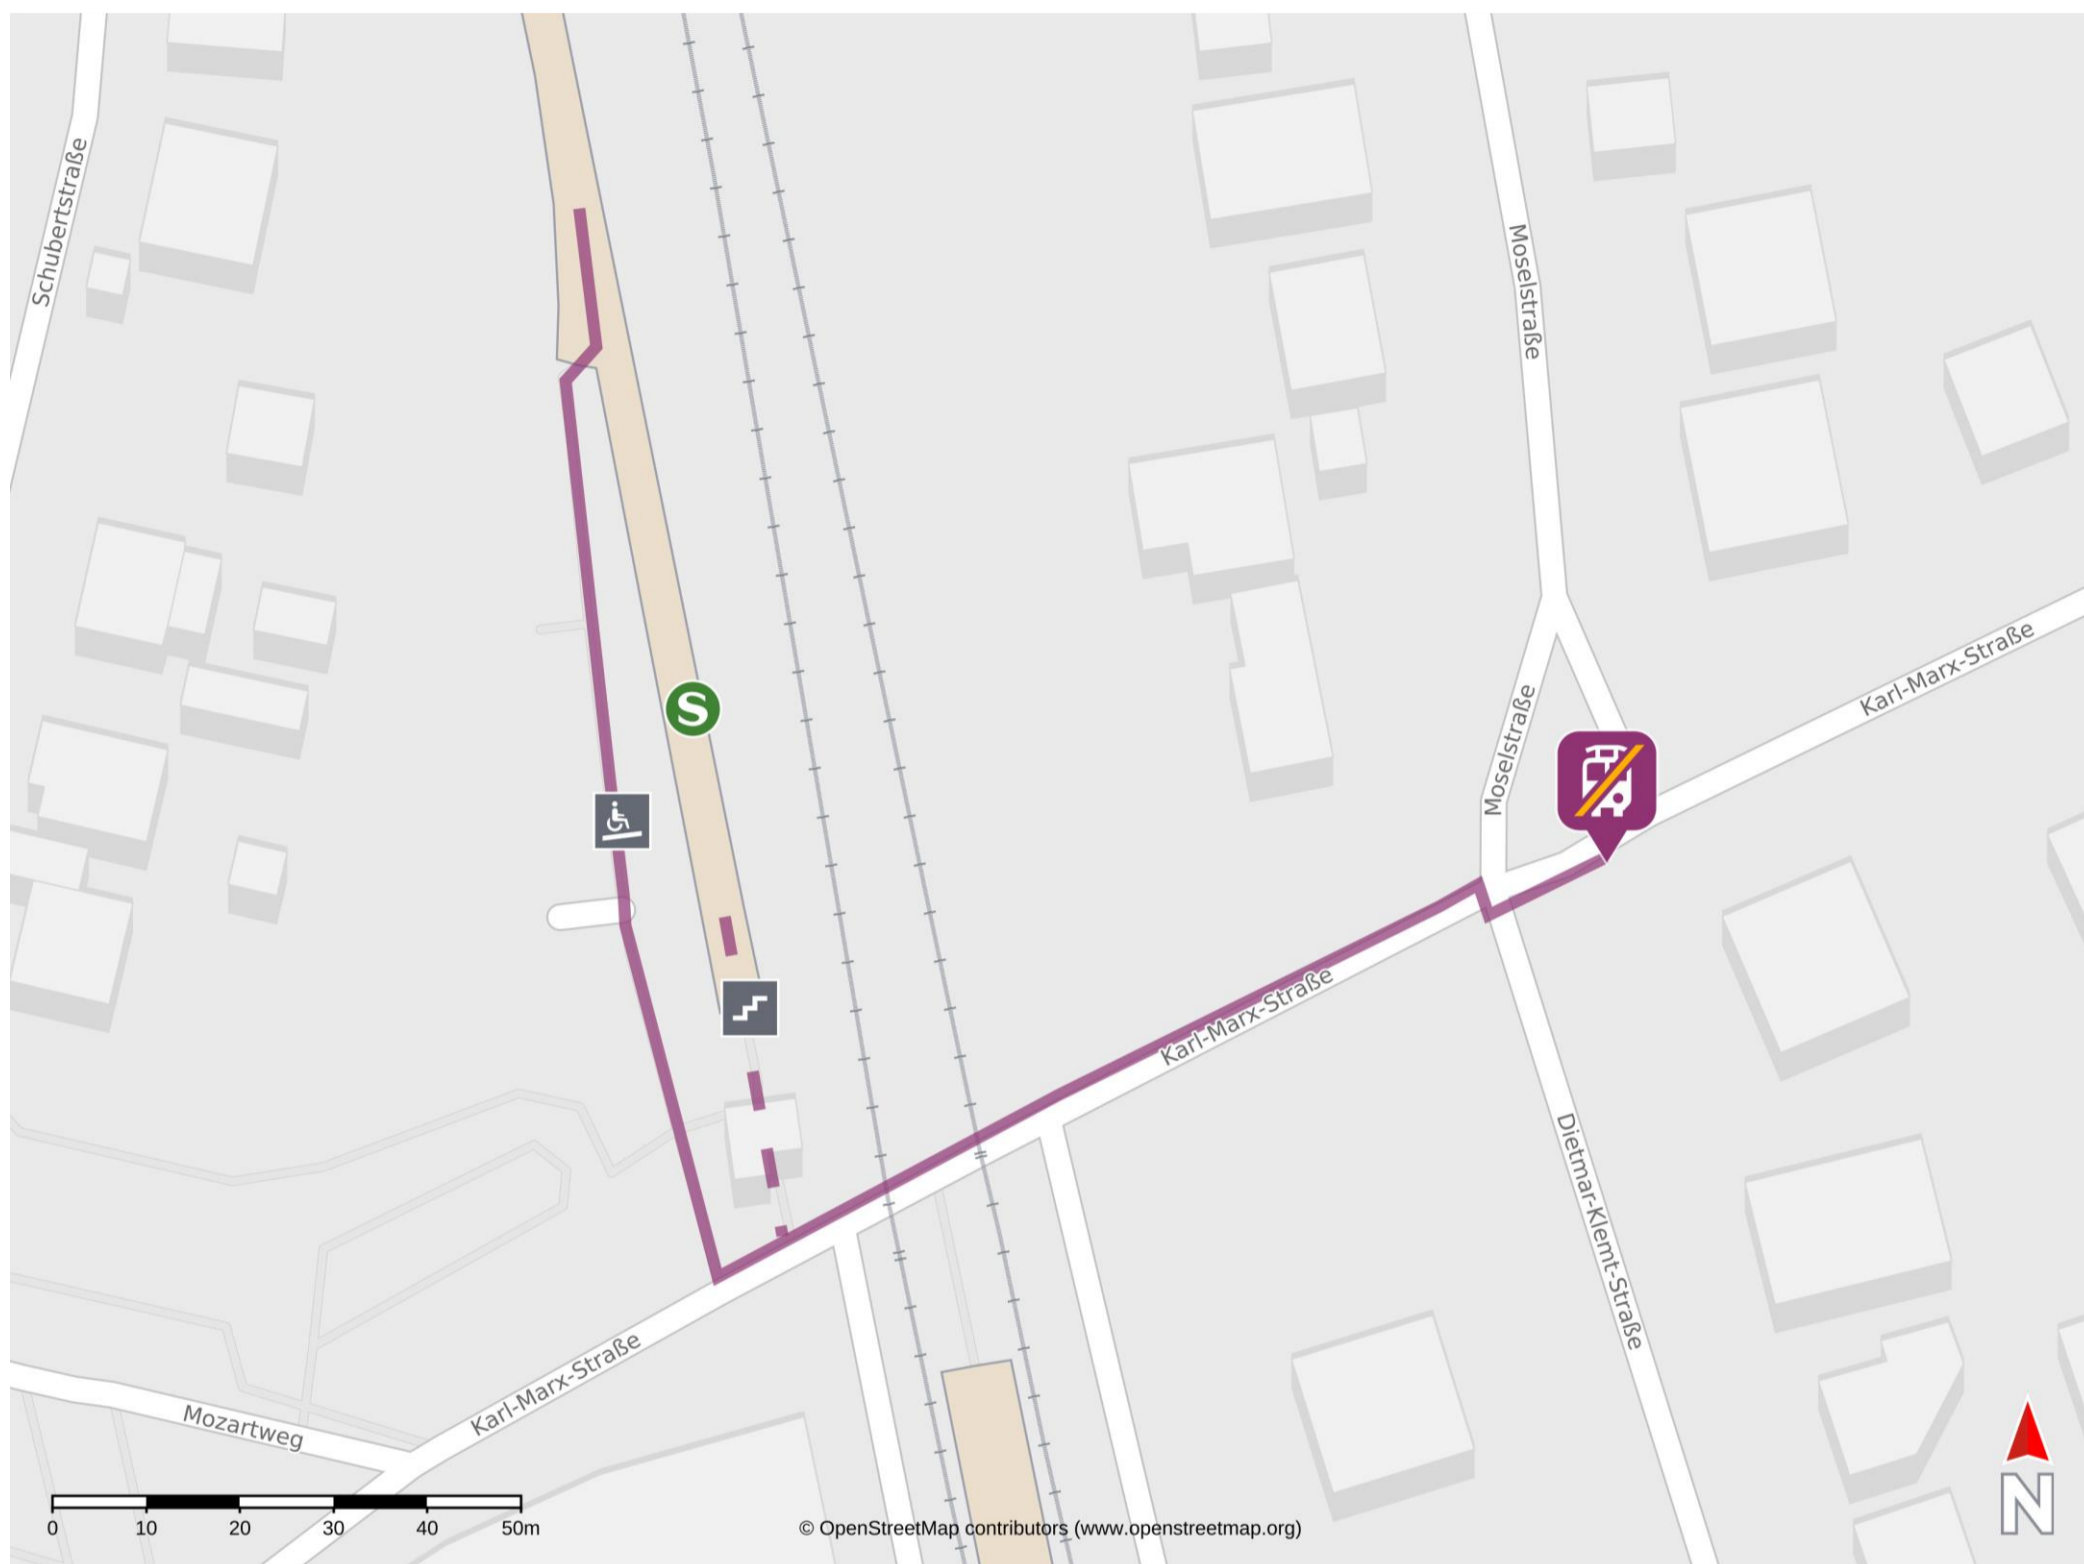 Schubertstraße
Moselstraße
Karl-Marx-Straße
S
Moselstraße
Karl-Marx-Straße
Dietmar-Klemt-Straße
Karl-Marx-Straße
Mozartweg
N
0 10 20 30 40 50m
© OpenStreetMap contributors (www.openstreetmap.org)